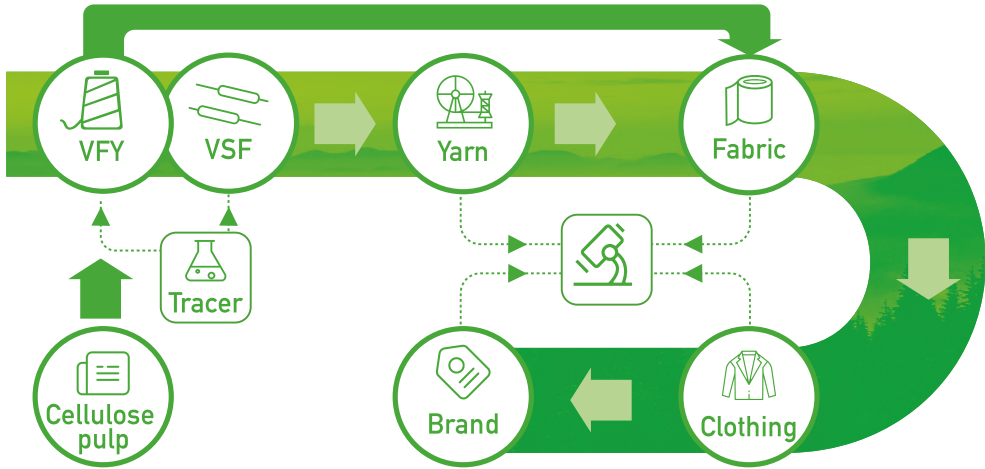 VFY
VSF
Yarn
Fabric
Tracer
Cellulose
pulp
Brand
Clothing